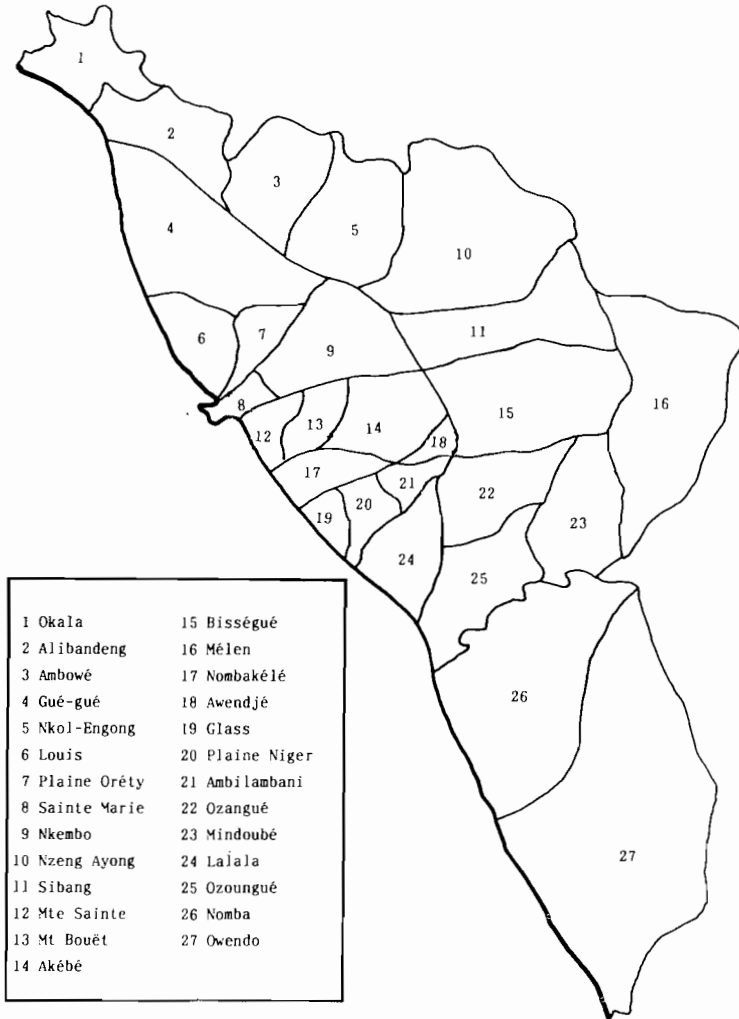 1
2
3
4
5
10
6
7
9
11
8
12
13
14
15
16
18
17
21
22
20
19
23
24
25
26
27
1 Okala
2 Alibandeng
3 Ambowé
4 Gué-gué
5 Nkol-Engong
6 Louis
7 Plaine Oréty
8 Sainte Marie
9 Nkembo
10 Nzeng Ayong
11 Sibang
12 Mte Sainte
13 Mt Bouët
14 Akébé
15 Bisségué
16 Mélen
17 Nombakélé
18 Awendjé
19 Glass
20 Plaine Niger
21 Ambilambani
22 Ozangué
23 Mindoubé
24 Lalala
25 Ozoungué
26 Nomba
27 Owendo